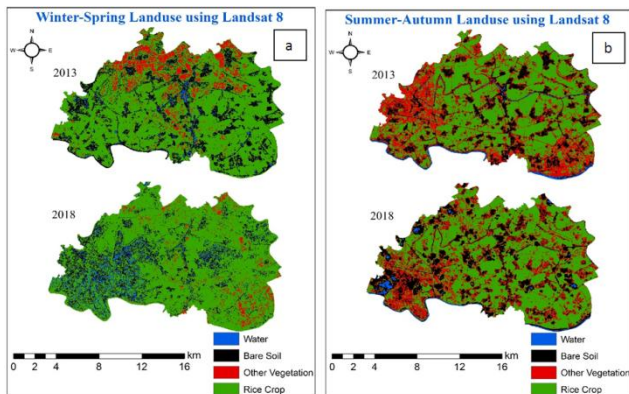 Winter-Spring Landuse using Landsat 8
a
N
W E
S
2013
2018
km
0 2 4 8 12 16
Water
Bare Soil
Other Vegetation
Rice Crop
Summer-Autumn Landuse using Landsat 8
b
N
W E
S
2013
2018
km
0 2 4 8 12 16
Water
Bare Soil
Other Vegetation
Rice Crop